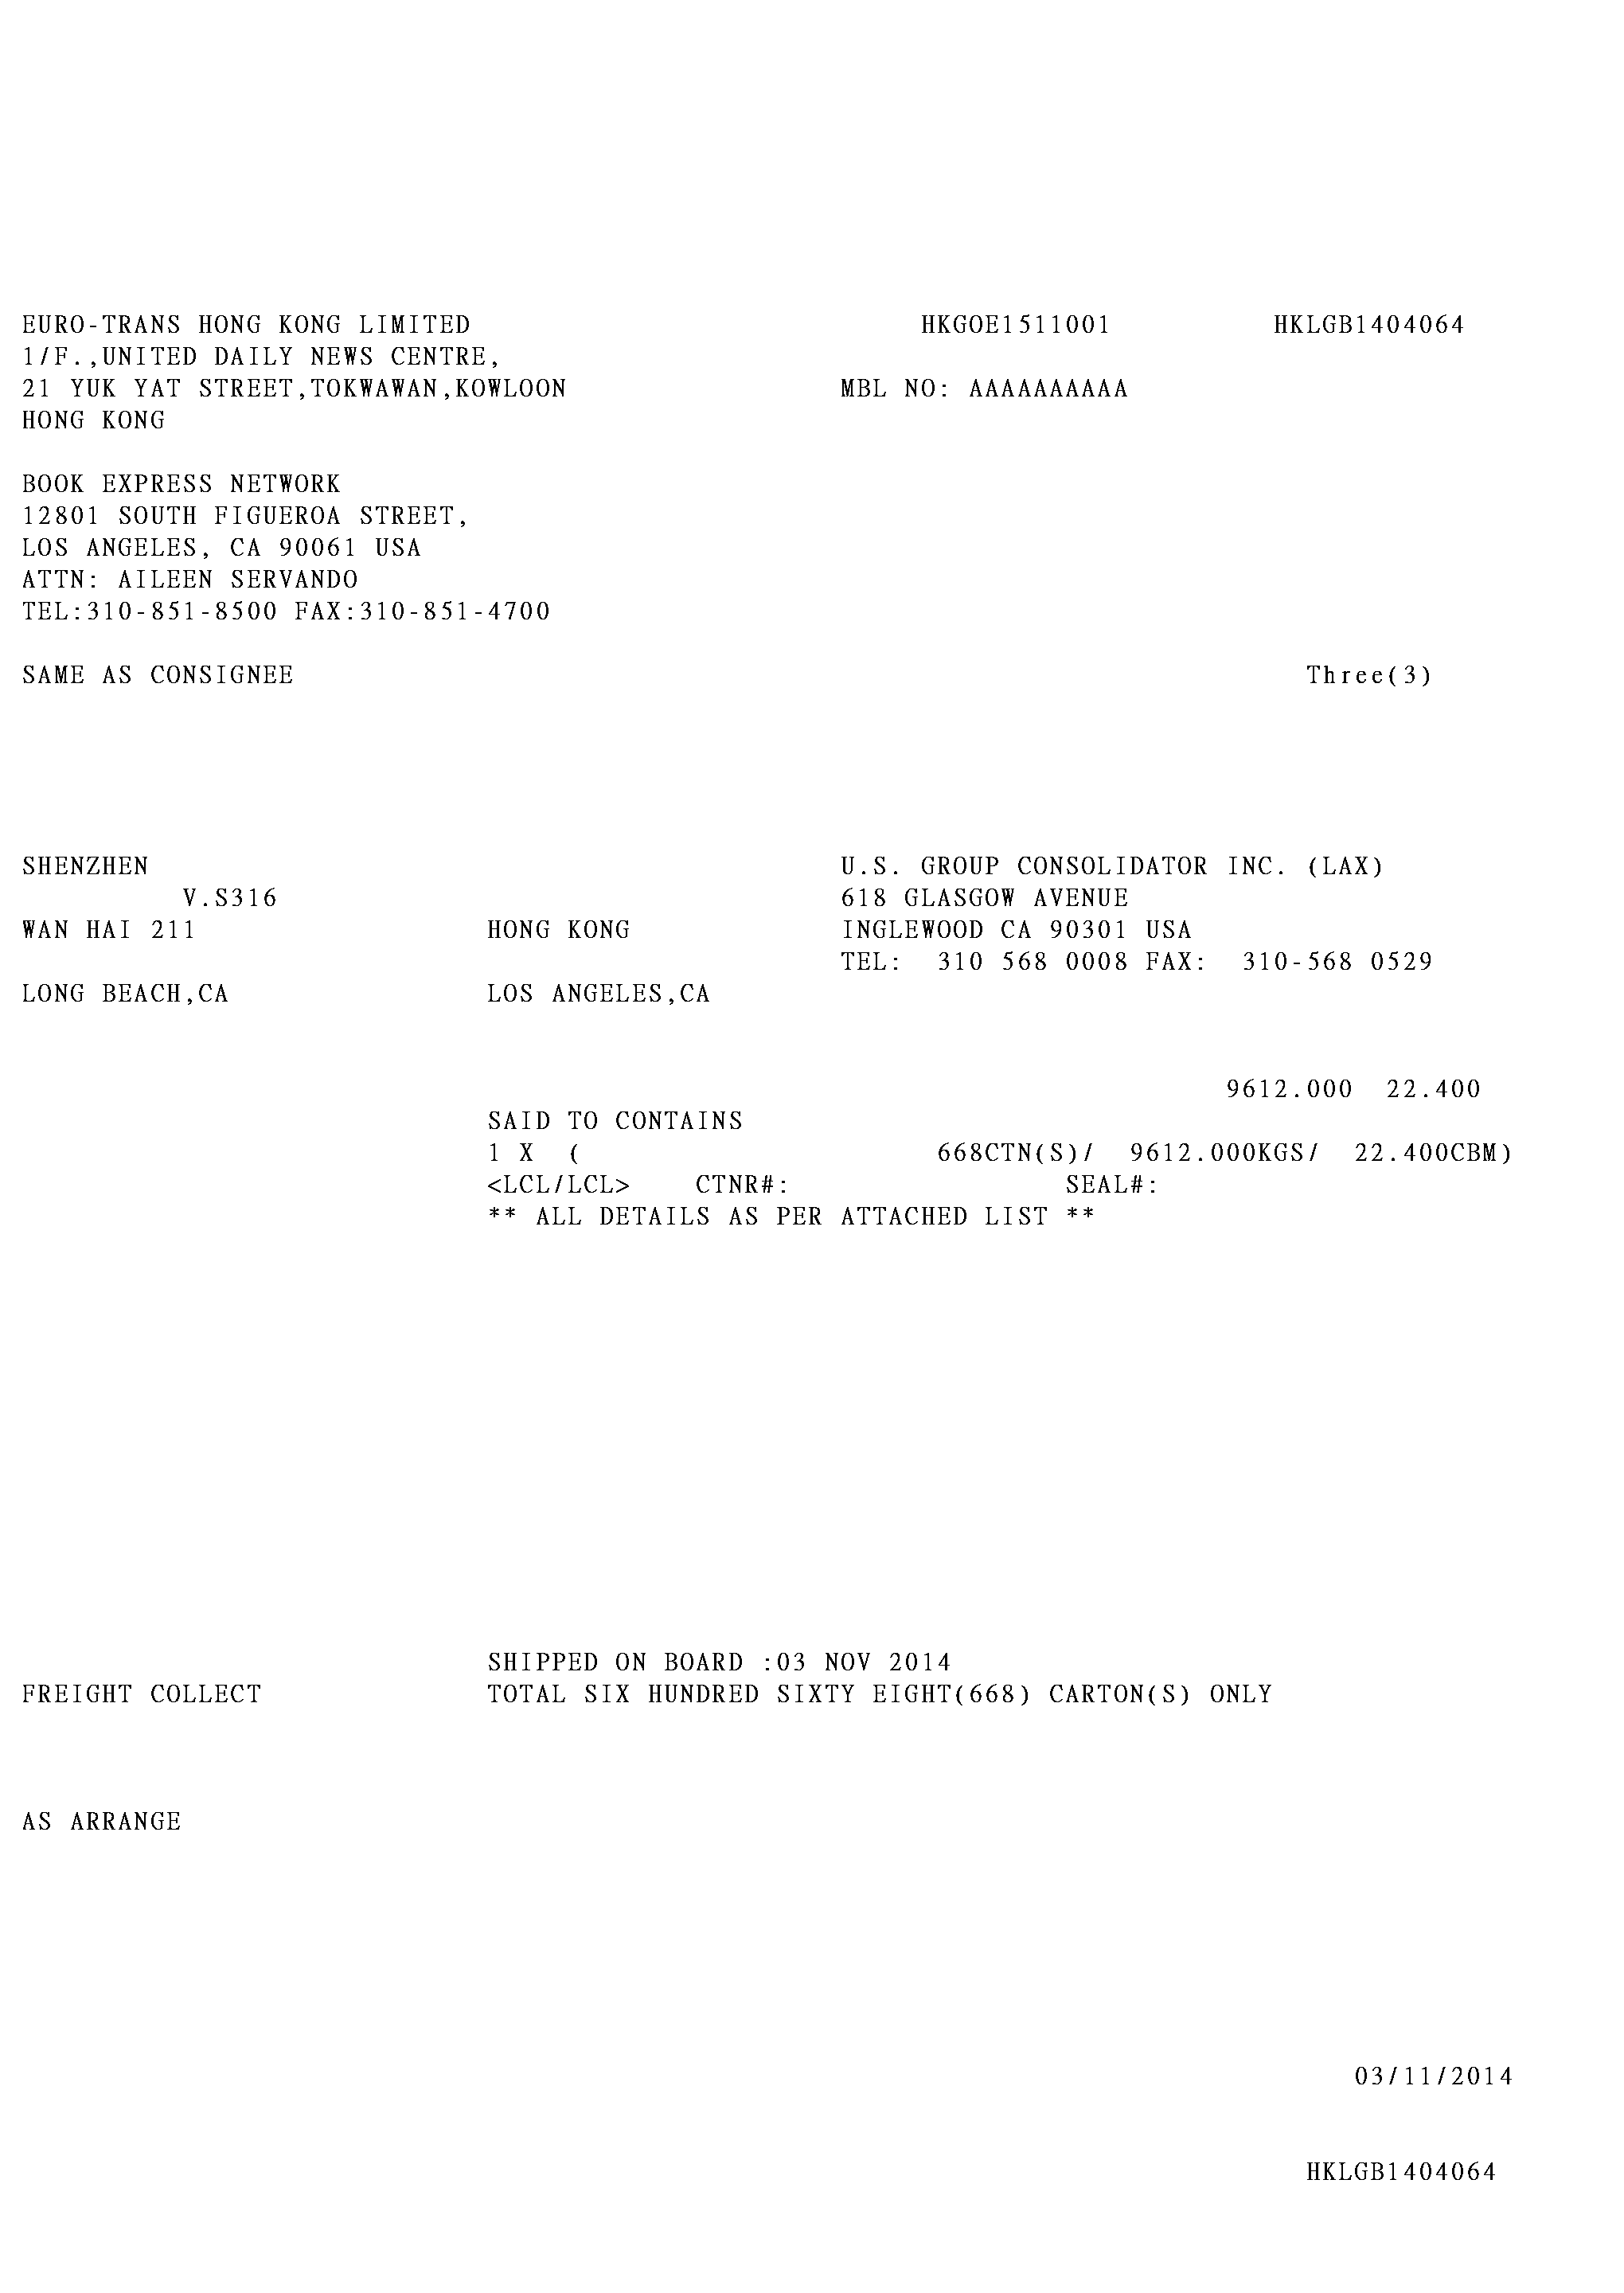 EURO-TRANS HONG KONG LIMITED HKGOE1511001 HKLGB1404064
1/F.,UNITED DAILY NEWS CENTRE,
21 YUK YAT STREET,TOKWAWAN,KOWLOON MBL NO: AAAAAAAAAA
HONG KONG
BOOK EXPRESS NETWORK
12801 SOUTH FIGUEROA STREET,
LOS ANGELES, CA 90061 USA
ATTN: AILEEN SERVANDO
TEL:310-851-8500 FAX:310-851-4700
SAME AS CONSIGNEE Three(3)
SHENZHEN U.S. GROUP CONSOLIDATOR INC. (LAX)
V.S316 618 GLASGOW AVENUE
WAN HAI 211 HONG KONG INGLEWOOD CA 90301 USA
TEL: 310 568 0008 FAX: 310-568 0529
LONG BEACH,CA LOS ANGELES,CA
9612.000 22.400
SAID TO CONTAINS
1 X ( 668CTN(S)/ 9612.000KGS/ 22.400CBM)
<LCL/LCL> CTNR#: SEAL#:
** ALL DETAILS AS PER ATTACHED LIST **
SHIPPED ON BOARD :03 NOV 2014
FREIGHT COLLECT TOTAL SIX HUNDRED SIXTY EIGHT(668) CARTON(S) ONLY
AS ARRANGE
03/11/2014
HKLGB1404064